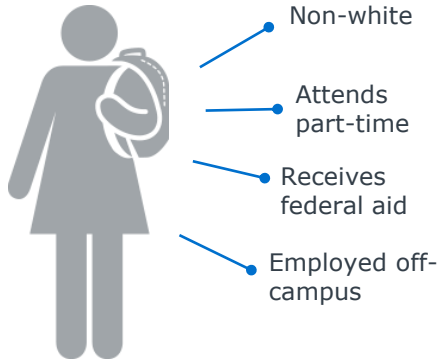 Non-white
Attends
part-time
Receives
federal aid
Employed off-
campus